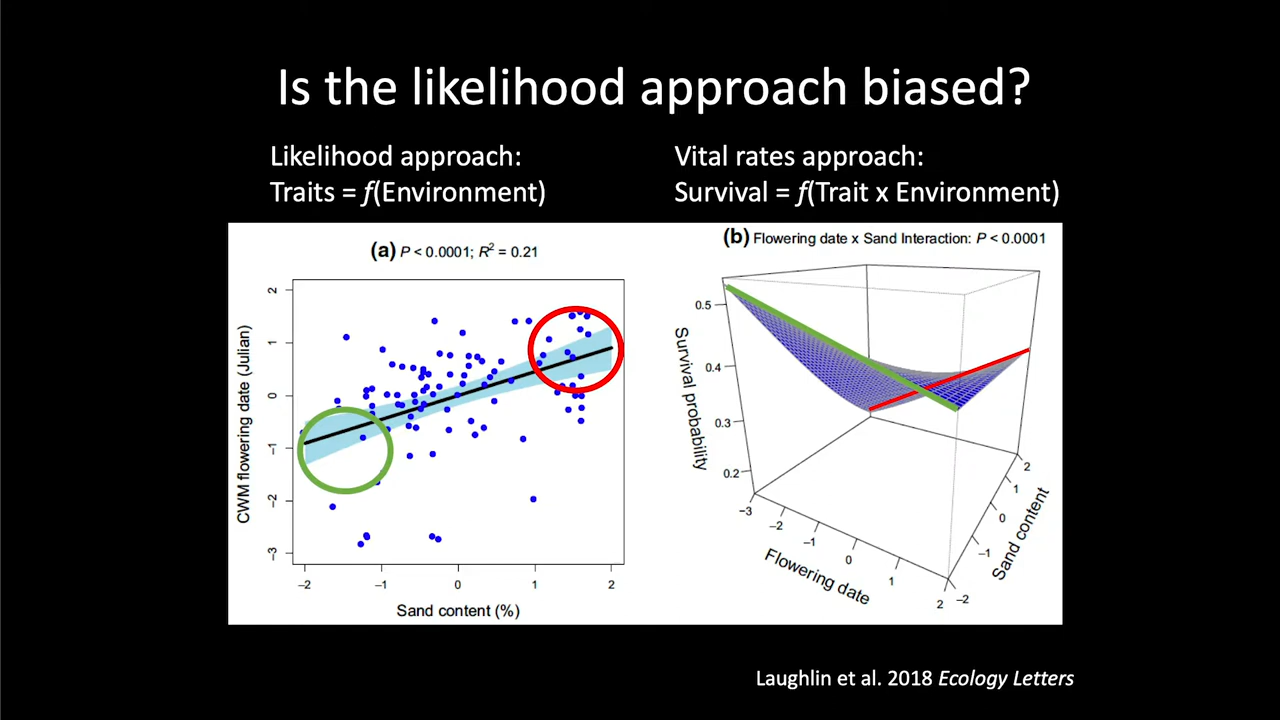 Is the likelihood approach biased?
Likelihood approach:
Traits = f(Environment)
Vital rates approach:
Survival = f(Trait x Environment)
(a) P < 0.0001; R² = 0.21
CWM flowering date (Julian)
2
1
0
−1
−2
−3
−2
−1
0
1
2
Sand content (%)
(b) Flowering date x Sand Interaction: P < 0.0001
Survival probability
0.5
0.4
0.3
0.2
−3
−2
−1
0
1
2
Flowering date
−2
−1
0
1
2
Sand content
Laughlin et al. 2018 Ecology Letters